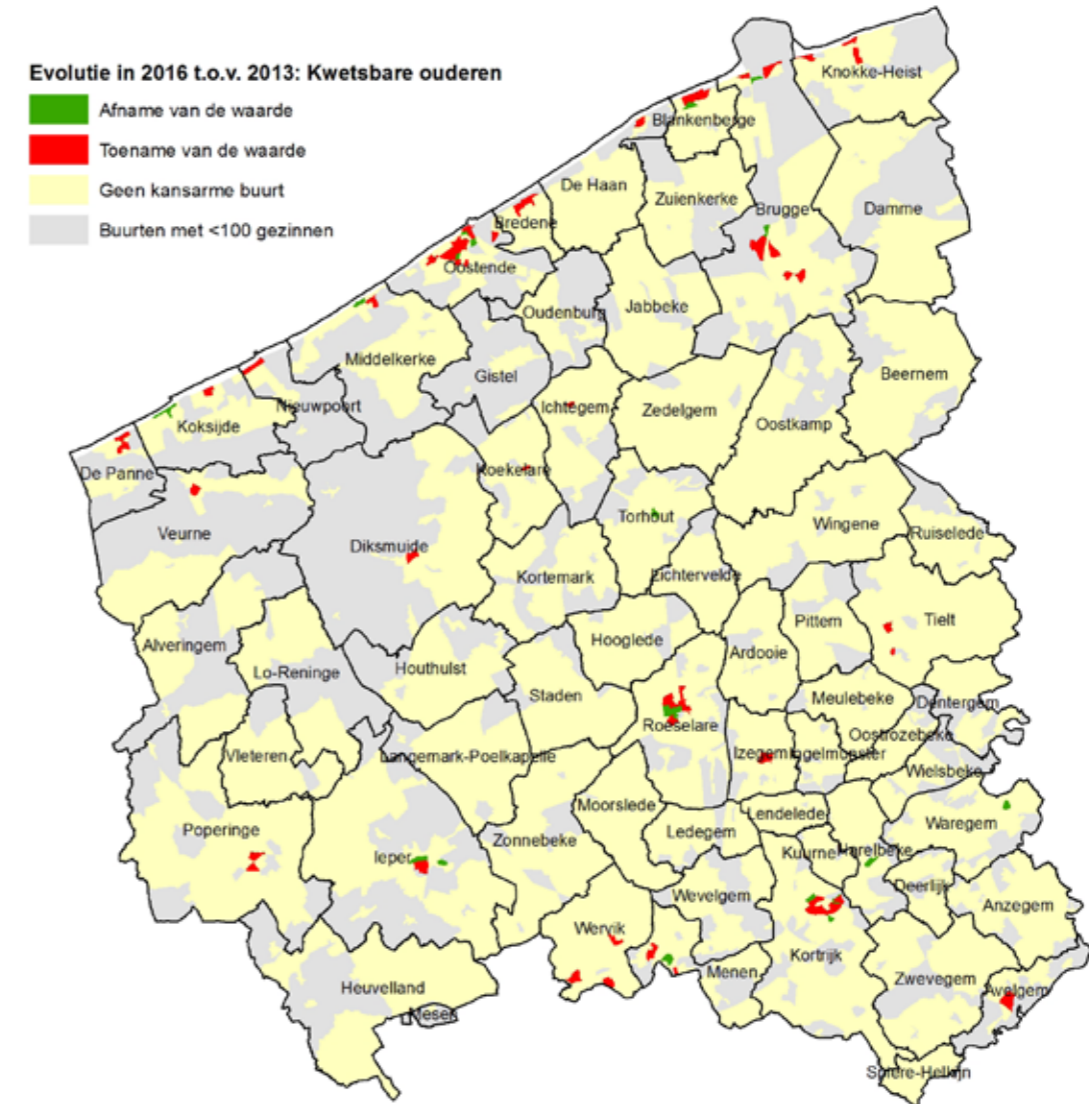 Evolutie in 2016 t.o.v. 2013: Kwetsbare ouderen
Afname van de waarde
Toename van de waarde
Geen kansarme buurt
Buurten met <100 gezinnen
Knokke-Heist
Blankenberge
De Haan
Zuienkerke
Brugge
Damme
Bredene
Oostende
Oudenburg
Jabbeke
Middelkerke
Gistel
Beernem
Nieuwpoort
Ichtegem
Zedelgem
Oostkamp
Koksijde
De Panne
Koekelare
Torhout
Wingene
Veurne
Ruiselede
Diksmuide
Kortemark
Lichtervelde
Pittem
Tielt
Alveringem
Hooglede
Ardooie
Lo-Reninge
Houthulst
Staden
Meulebeke
Dentergem
Roeselare
Oostrozebeke
Vleteren
Langemark-Poelkapelle
Izegem
Ingelmonster
Wielsbeke
Moorslede
Lendelede
Waregem
Poperinge
Zonnebeke
Ledegem
Ieper
Kuurne
Harelbeke
Deerlijk
Wevelgem
Anzegem
Wervik
Kortrijk
Menen
Zwevegem
Heuvelland
Avelgem
Mesen
Spiere-Helkijn